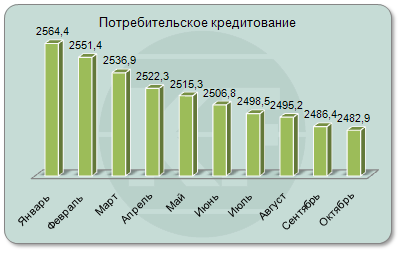 Потребительское кредитование
2564,4
2551,4
2536,9
2522,3
2515,3
2506,8
2498,5
2495,2
2486,4
2482,9
Январь
Февраль
Март
Апрель
Май
Июнь
Июль
Август
Сентябрь
Октябрь